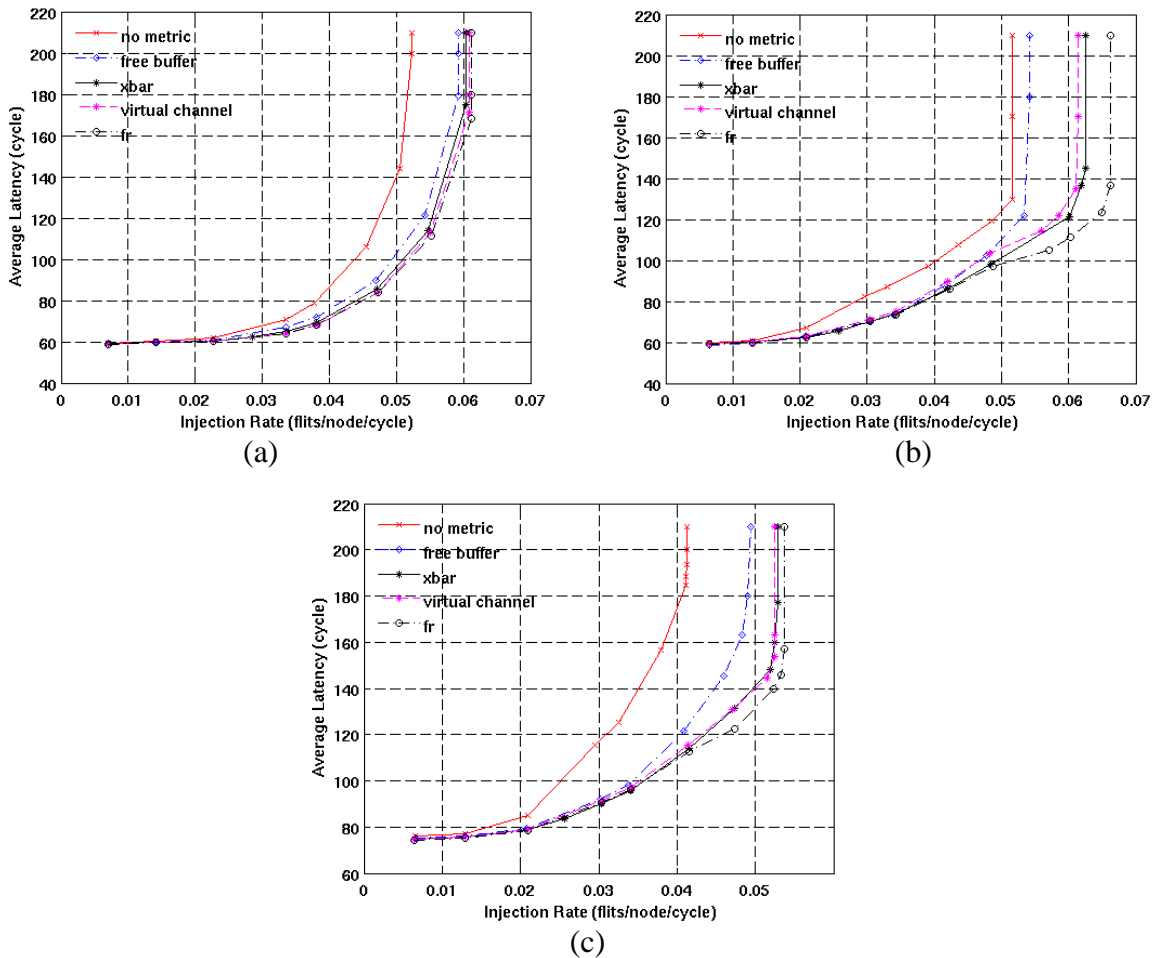 220
200
180
160
140
120
100
80
60
40
Average Latency (cycle)
no metric
free buffer
xbar
virtual channel
fr
0 0.01 0.02 0.03 0.04 0.05 0.06 0.07
Injection Rate (flits/node/cycle)
(a)
220
200
180
160
140
120
100
80
60
40
Average Latency (cycle)
no metric
free buffer
xbar
virtual channel
fr
0 0.01 0.02 0.03 0.04 0.05 0.06 0.07
Injection Rate (flits/node/cycle)
(b)
220
200
180
160
140
120
100
80
60
Average Latency (cycle)
no metric
free buffer
xbar
virtual channel
fr
0 0.01 0.02 0.03 0.04 0.05
Injection Rate (flits/node/cycle)
(c)